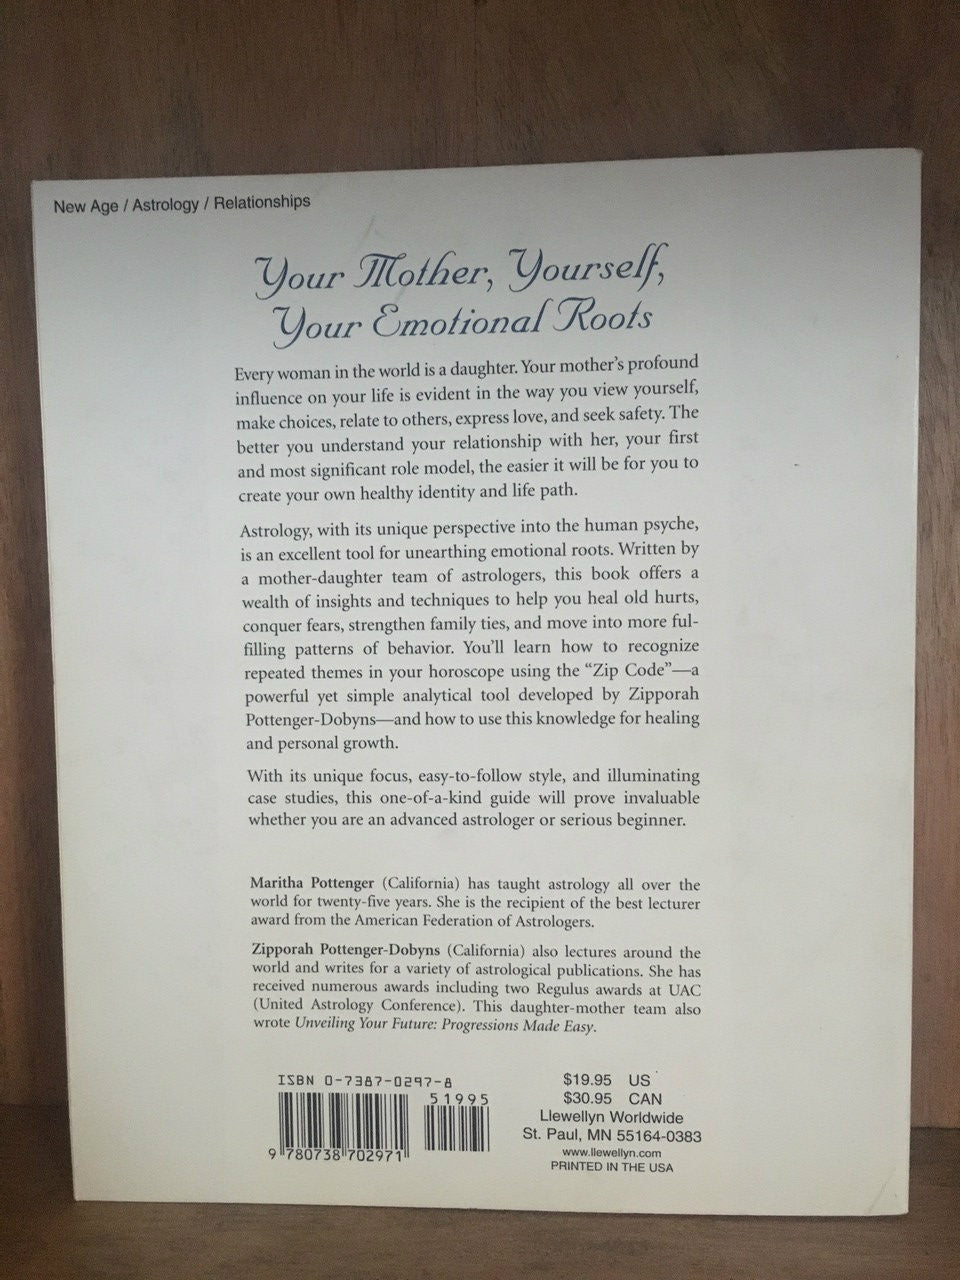 New Age / Astrology / Relationships
Your Mother, Yourself,
Your Emotional Roots
Every woman in the world is a daughter. Your mother's profound
influence on your life is evident in the way you view yourself,
make choices, relate to others, express love, and seek safety. The
better you understand your relationship with her, your first
and most significant role model, the easier it will be for you to
create your own healthy identity and life path.
Astrology, with its unique perspective into the human psyche,
is an excellent tool for unearthing emotional roots. Written by
a mother-daughter team of astrologers, this book offers a
wealth of insights and techniques to help you heal old hurts,
conquer fears, strengthen family ties, and move into more ful-
filling patterns of behavior. You'll learn how to recognize
repeated themes in your horoscope using the "Zip Code"—a
powerful yet simple analytical tool developed by Zipporah
Pottenger-Dobyns—and how to use this knowledge for healing
and personal growth.
With its unique focus, easy-to-follow style, and illuminating
case studies, this one-of-a-kind guide will prove invaluable
whether you are an advanced astrologer or serious beginner.
Maritha Pottenger (California) has taught astrology all over the
world for twenty-five years. She is the recipient of the best lecturer
award from the American Federation of Astrologers.
Zipporah Pottenger-Dobyns (California) also lectures around the
world and writes for a variety of astrological publications. She has
received numerous awards including two Regulus awards at UAC
(United Astrology Conference). This daughter-mother team also
wrote Unveiling Your Future: Progressions Made Easy.
ISBN 0-7387-0297-8
51995
9 780738 702971
$19.95 US
$30.95 CAN
Llewellyn Worldwide
St. Paul, MN 55164-0383
www.llewellyn.com
PRINTED IN THE USA